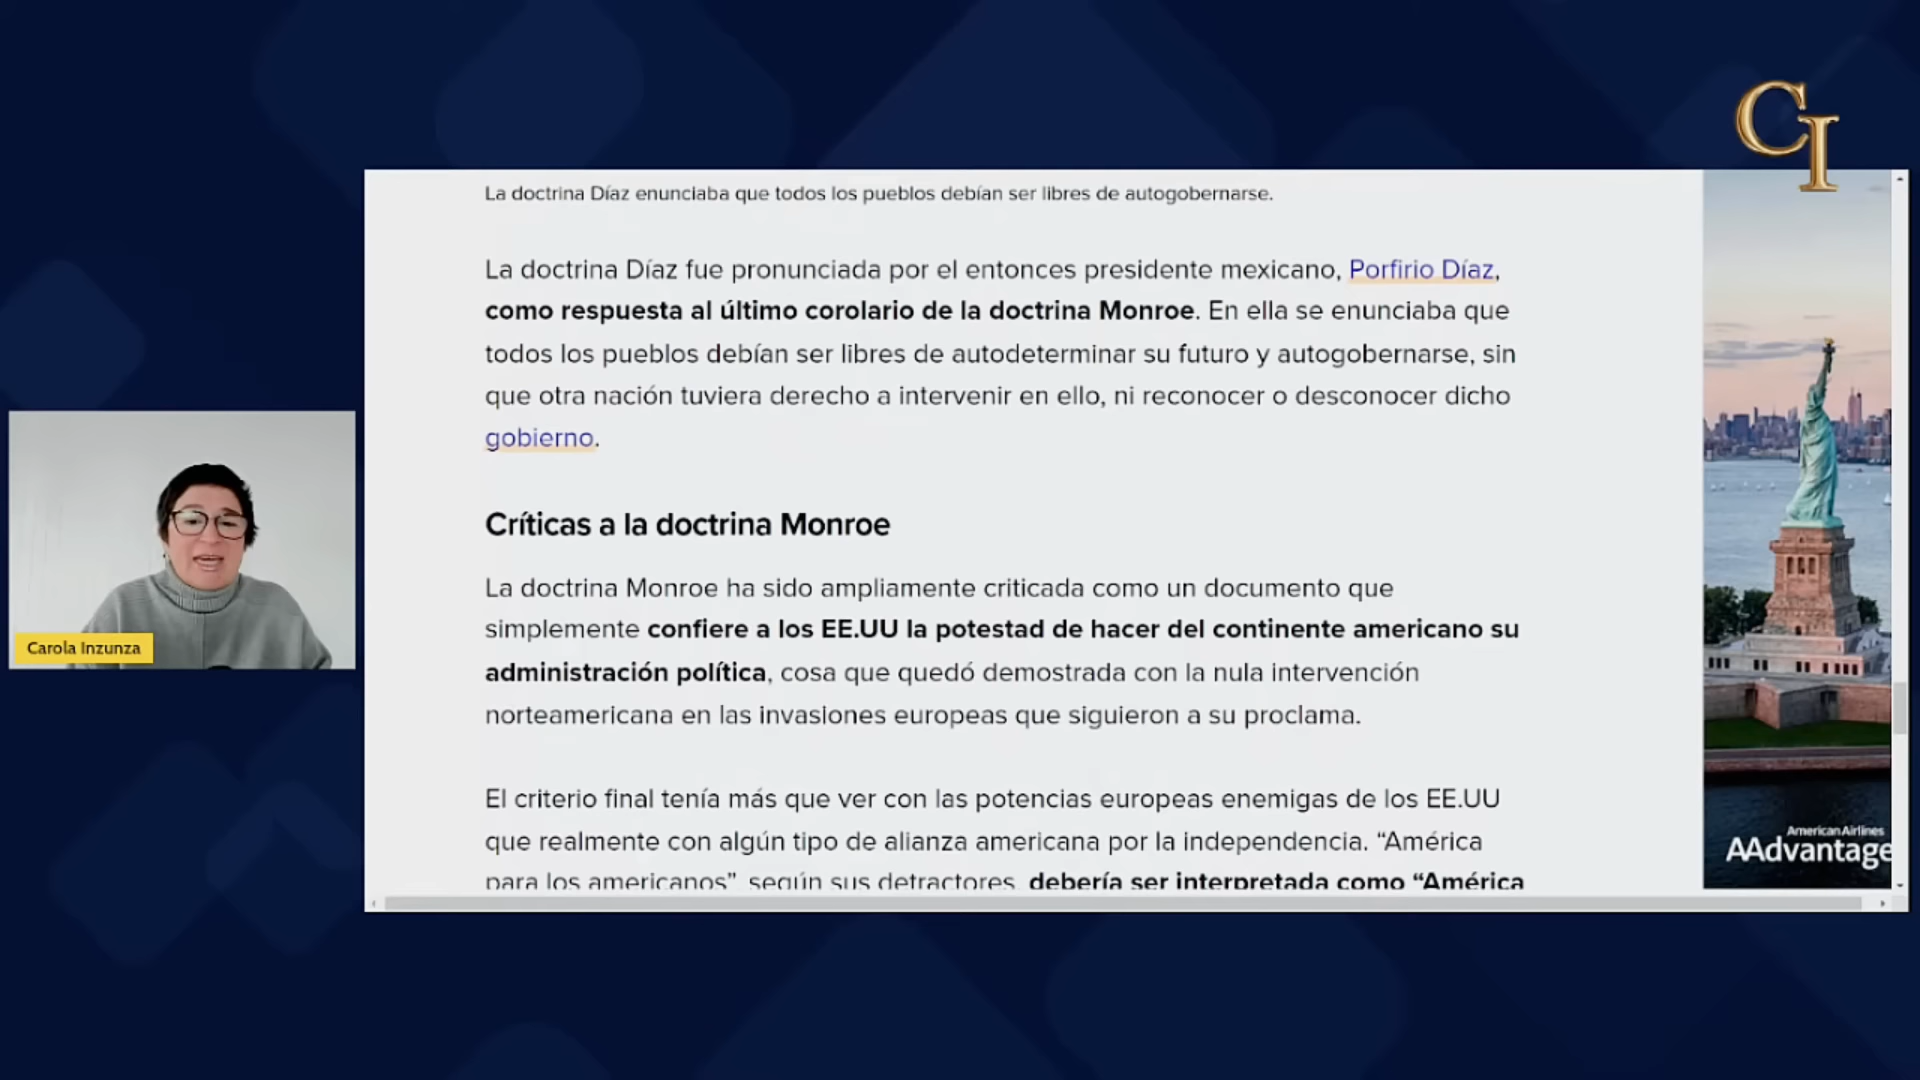 CI
La doctrina Díaz enunciaba que todos los pueblos debían ser libres de autogobernarse.
La doctrina Díaz fue pronunciada por el entonces presidente mexicano, Porfirio Díaz,
como respuesta al último corolario de la doctrina Monroe. En ella se enunciaba que
todos los pueblos debían ser libres de autodeterminar su futuro y autogobernarse, sin
que otra nación tuviera derecho a intervenir en ello, ni reconocer o desconocer dicho
gobierno.
Críticas a la doctrina Monroe
La doctrina Monroe ha sido ampliamente criticada como un documento que
simplemente confiere a los EE.UU la potestad de hacer del continente americano su
administración política, cosa que quedó demostrada con la nula intervención
norteamericana en las invasiones europeas que siguieron a su proclama.
El criterio final tenía más que ver con las potencias europeas enemigas de los EE.UU
que realmente con algún tipo de alianza americana por la independencia. “América
para los americanos”, según sus detractores, debería ser interpretada como “América
Carola Inzunza
American Airlines
AAdvantage